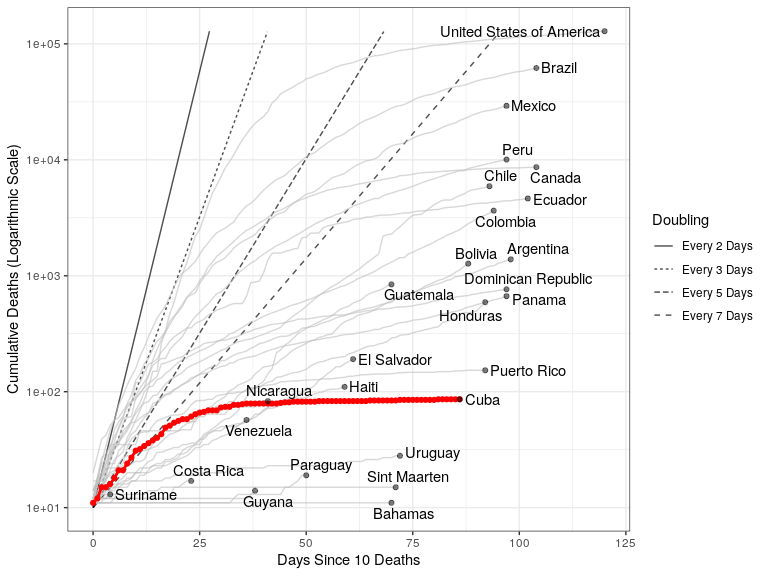 Cumulative Deaths (Logarithmic Scale)
1e+05
1e+04
1e+03
1e+02
1e+01
United States of America
Brazil
Mexico
Peru
Canada
Chile
Ecuador
Colombia
Argentina
Bolivia
Dominican Republic
Guatemala
Panama
Honduras
El Salvador
Puerto Rico
Haiti
Nicaragua
Cuba
Venezuela
Uruguay
Paraguay
Costa Rica
Sint Maarten
Suriname
Guyana
Bahamas
0
25
50
75
100
125
Days Since 10 Deaths
Doubling
Every 2 Days
Every 3 Days
Every 5 Days
Every 7 Days